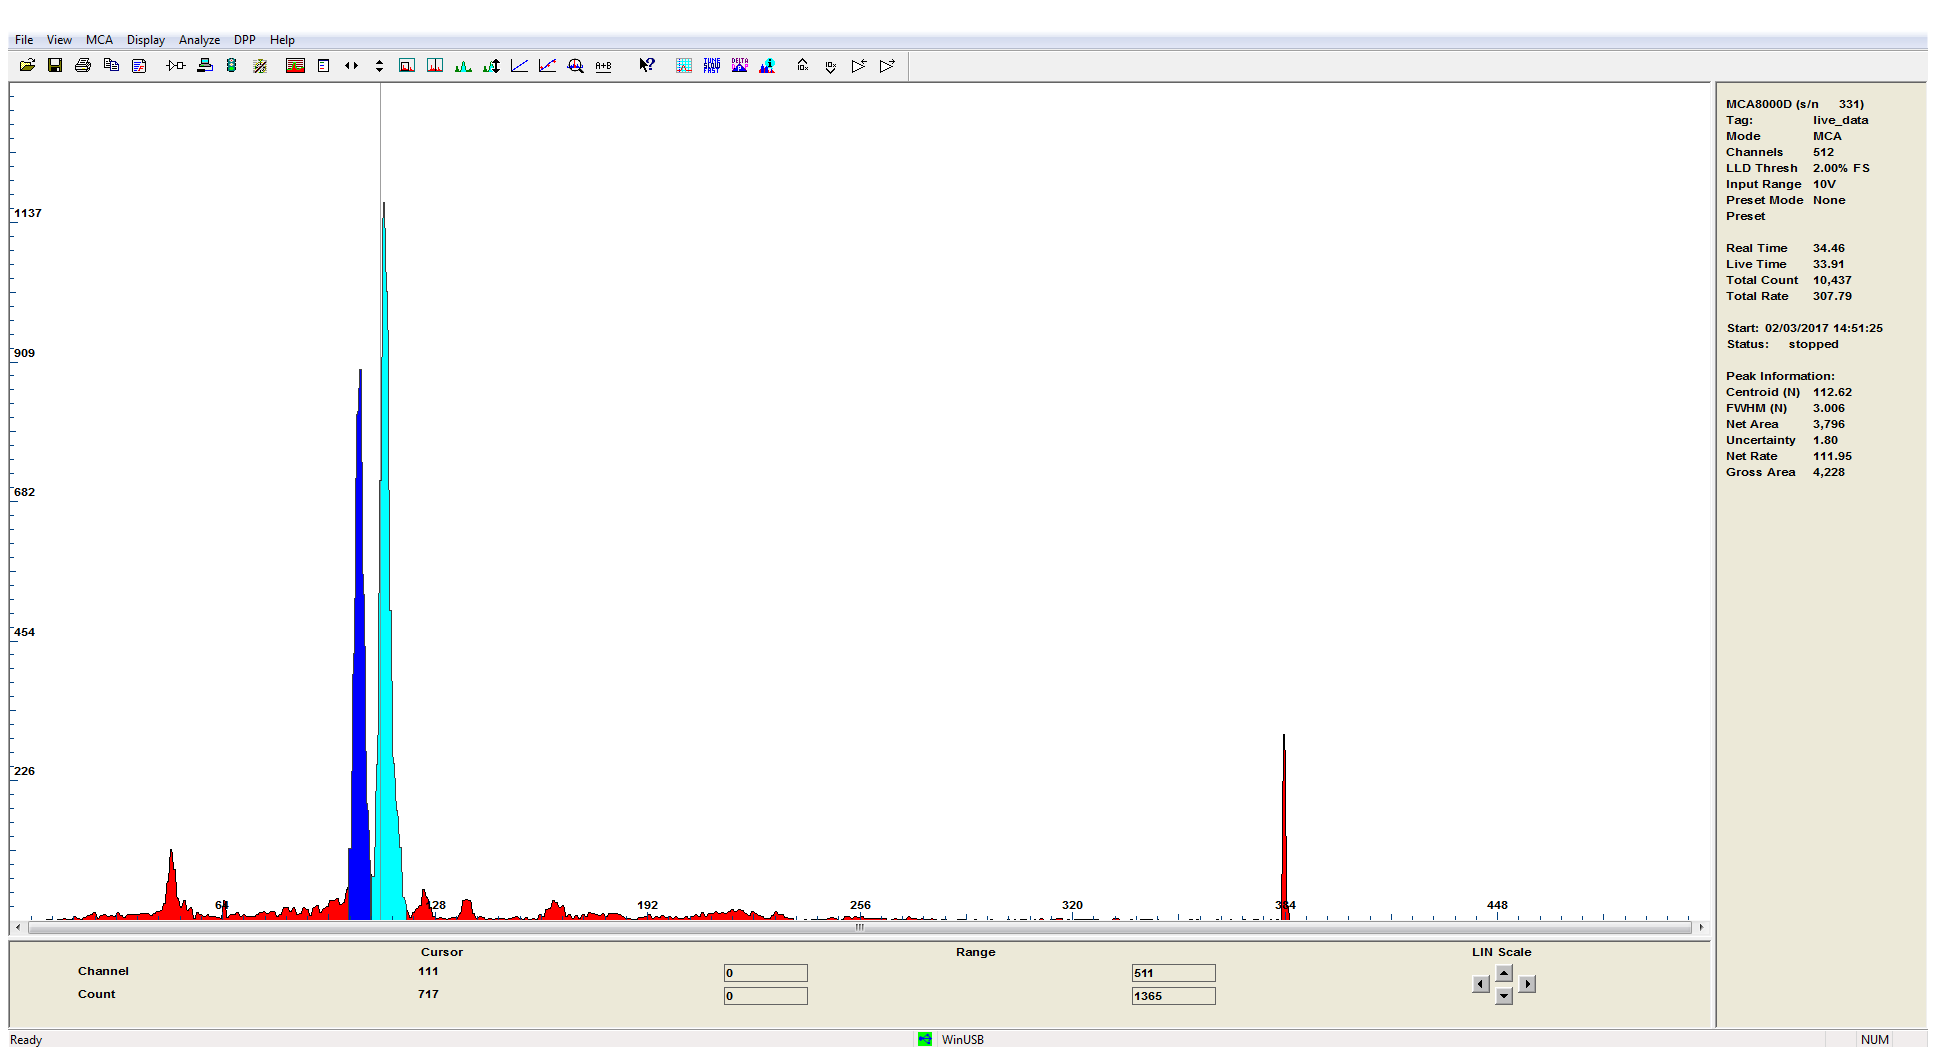 File View MCA Display Analyze DPP Help
A+B
TUNE
SLOW
FAST
DELTA
MCA8000D (s/n 331)
Tag: live_data
Mode MCA
Channels 512
LLD Thresh 2.00% FS
Input Range 10V
Preset Mode None
Preset
Real Time 34.46
Live Time 33.91
Total Count 10,437
Total Rate 307.79
Start: 02/03/2017 14:51:25
Status: stopped
Peak Information:
Centroid (N) 112.62
FWHM (N) 3.006
Net Area 3,796
Uncertainty 1.80
Net Rate 111.95
Gross Area 4,228
1137
909
682
454
226
64 128 192 256 320 384 448
Cursor Range LIN Scale
Channel 111 0 511
Count 717 0 1365
Ready WinUSB NUM